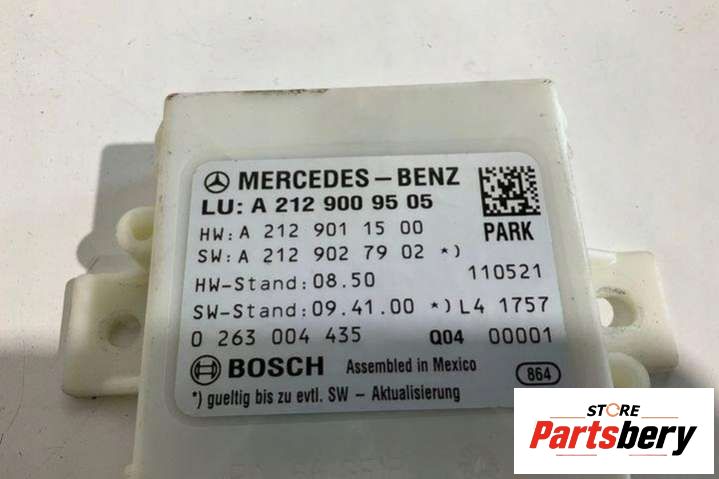 MERCEDES-BENZ
LU: A 212 900 95 05
PARK
HW: A 212 901 15 00
SW: A 212 902 79 02 *)
HW-Stand: 08.50 110521
SW-Stand: 09.41.00 *) L4 1757
0 263 004 435 Q04 00001
BOSCH Assembled in Mexico 864
*) gueltig bis zu evtl. SW - Aktualisierung
STORE
Partsbery